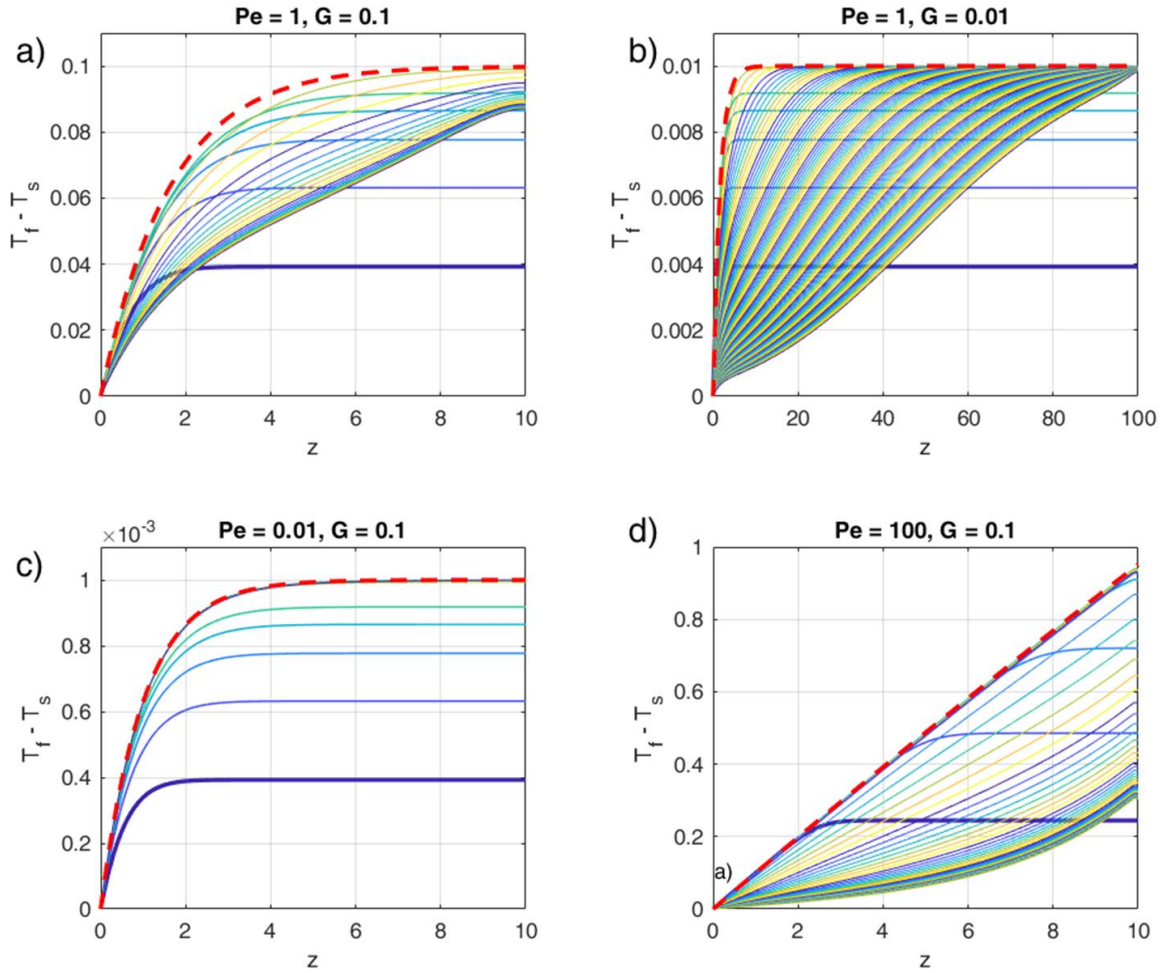 a)
Pe = 1, G = 0.1
0.1
0.08
0.06
0.04
0.02
0
T_f - T_s
0 2 4 6 8 10
z
b)
Pe = 1, G = 0.01
0.01
0.008
0.006
0.004
0.002
0
T_f - T_s
0 20 40 60 80 100
z
c)
×10^-3
Pe = 0.01, G = 0.1
1
0.8
0.6
0.4
0.2
0
T_f - T_s
0 2 4 6 8 10
z
d)
Pe = 100, G = 0.1
1
0.8
0.6
0.4
0.2
0
T_f - T_s
a)
0 2 4 6 8 10
z